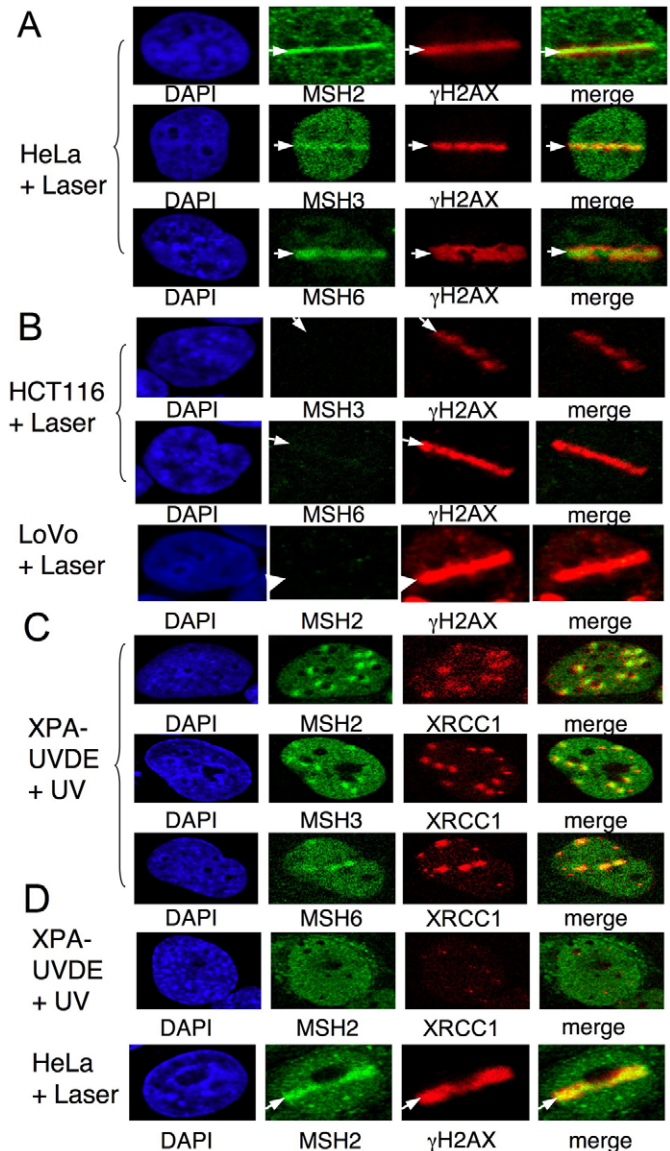 A
DAPI MSH2 γH2AX merge
HeLa
+ Laser
DAPI MSH3 γH2AX merge
DAPI MSH6 γH2AX merge
B
HCT116
+ Laser
DAPI MSH3 γH2AX merge
DAPI MSH6 γH2AX merge
LoVo
+ Laser
DAPI MSH2 γH2AX merge
C
XPA-
UVDE
+ UV
DAPI MSH2 XRCC1 merge
DAPI MSH3 XRCC1 merge
DAPI MSH6 XRCC1 merge
D
XPA-
UVDE
+ UV
DAPI MSH2 XRCC1 merge
HeLa
+ Laser
DAPI MSH2 γH2AX merge